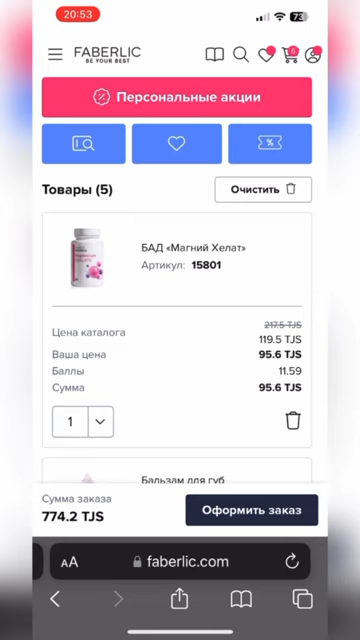 20:53
73
FABERLIC
BE YOUR BEST
6
Персональные акции
%
Товары (5)
Очистить
БАД «Магний Хелат»
Артикул: 15801
Цена каталога
217.5 TJS
119.5 TJS
Ваша цена
95.6 TJS
Баллы
11.59
Сумма
95.6 TJS
1
Бальзам для губ
Сумма заказа
774.2 TJS
Оформить заказ
AA
faberlic.com